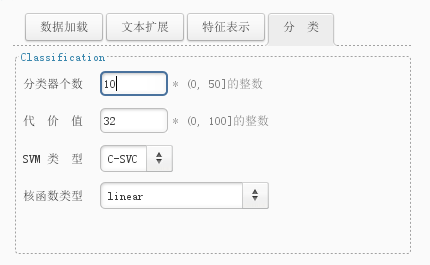 数据加载 文本扩展 特征表示 分 类
Classification
分类器个数 10 * (0, 50]的整数
代 价 值 32 * (0, 100]的整数
SVM 类 型 C-SVC
核函数类型 linear